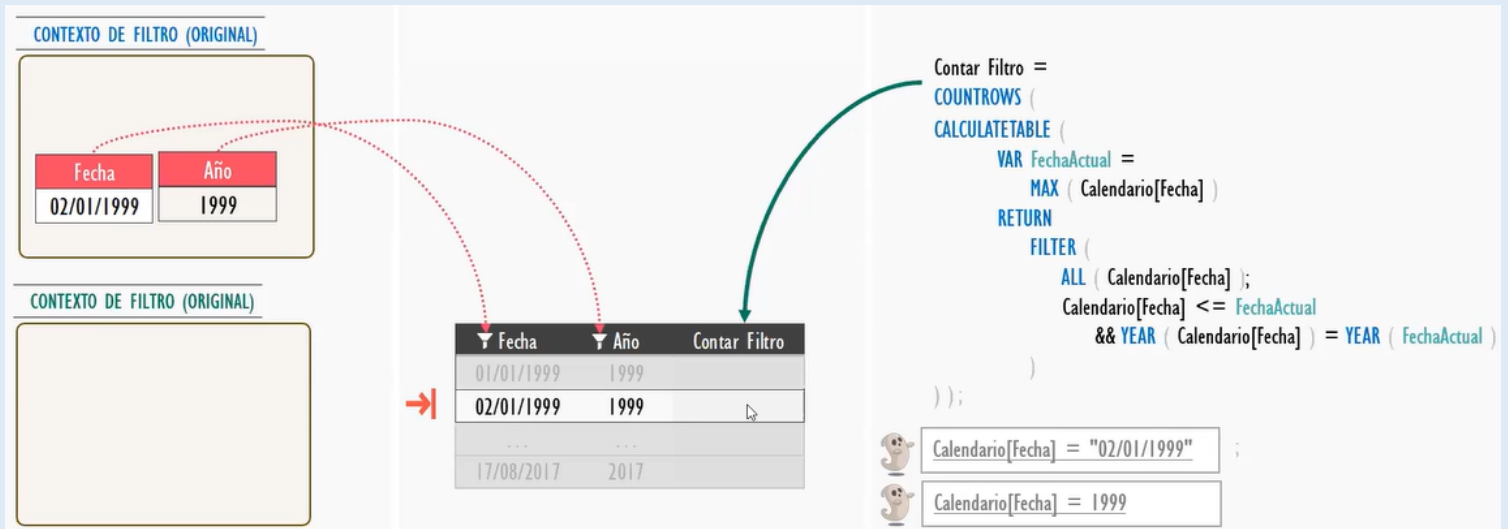 CONTEXTO DE FILTRO (ORIGINAL)
Fecha Año
02/01/1999 1999
CONTEXTO DE FILTRO (ORIGINAL)
Fecha Año Contar Filtro
01/01/1999 1999
02/01/1999 1999
... ...
17/08/2017 2017
Contar Filtro =
COUNTROWS (
CALCULATETABLE (
VAR FechaActual =
MAX ( Calendario[Fecha] )
RETURN
FILTER (
ALL ( Calendario[Fecha] );
Calendario[Fecha] <= FechaActual
&& YEAR ( Calendario[Fecha] ) = YEAR ( FechaActual )
)
) );
Calendario[Fecha] = "02/01/1999" ;
Calendario[Fecha] = 1999